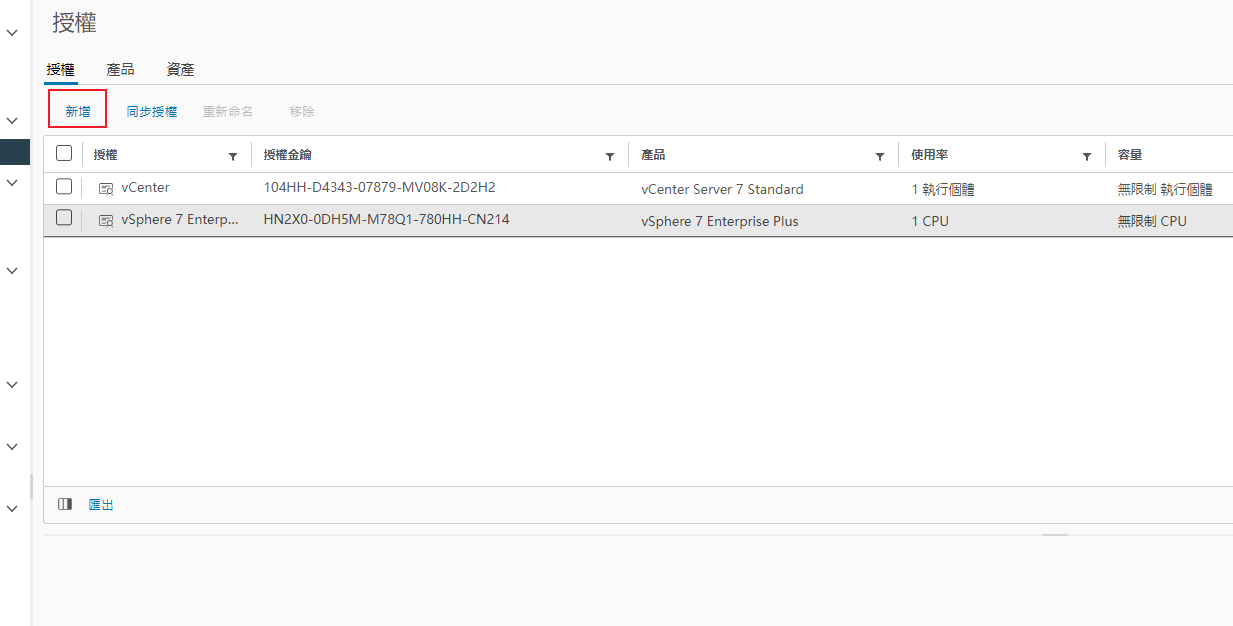 授權
授權 產品 資產
新增 同步授權 重新命名 移除
授權 授權金鑰 產品 使用率 容量
vCenter 104HH-D4343-07879-MV08K-2D2H2 vCenter Server 7 Standard 1 執行個體 無限制 執行個體
vSphere 7 Enterp... HN2X0-0DH5M-M78Q1-780HH-CN214 vSphere 7 Enterprise Plus 1 CPU 無限制 CPU
匯出